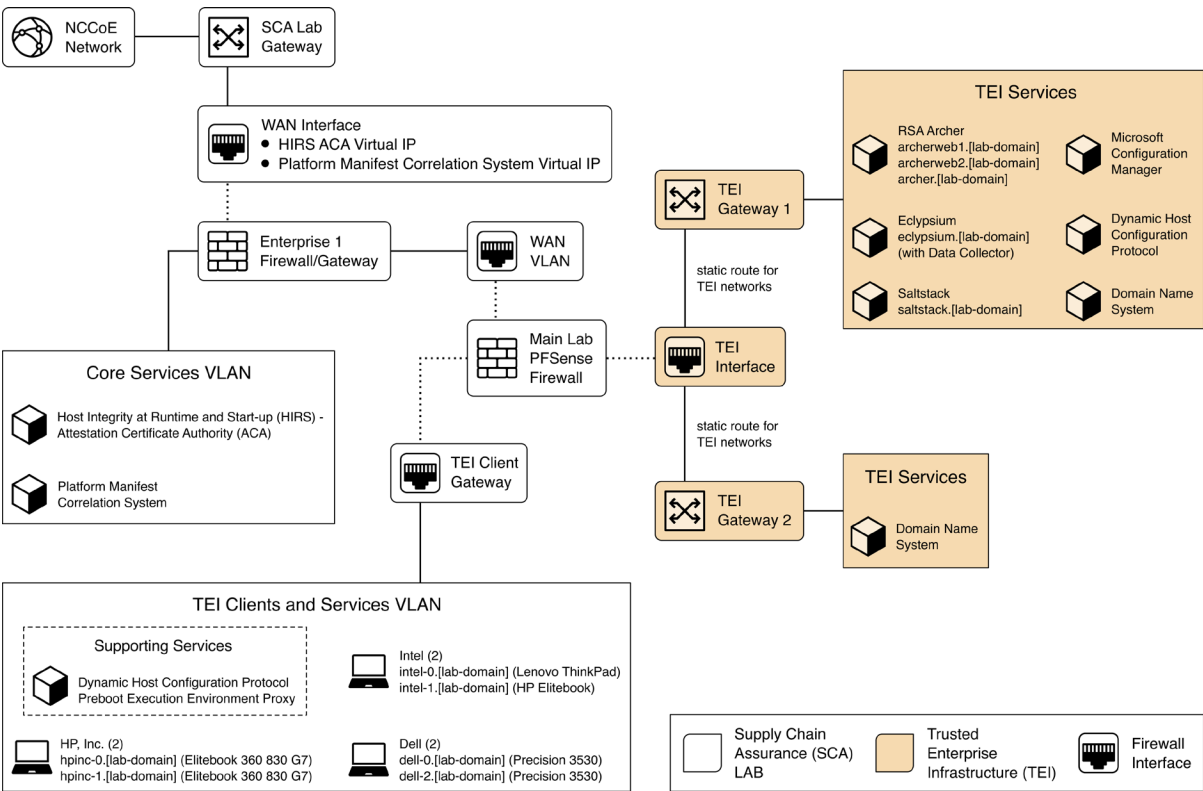 NCCoE
Network
SCA Lab
Gateway
WAN Interface
● HIRS ACA Virtual IP
● Platform Manifest Correlation System Virtual IP
Enterprise 1
Firewall/Gateway
WAN
VLAN
Main Lab
PFSense
Firewall
TEI Client
Gateway
TEI
Gateway 1
static route for
TEI networks
TEI
Interface
static route for
TEI networks
TEI
Gateway 2
TEI Services
RSA Archer
archerweb1.[lab-domain]
archerweb2.[lab-domain]
archer.[lab-domain]
Microsoft
Configuration
Manager
Eclypsium
eclypsium.[lab-domain]
(with Data Collector)
Dynamic Host
Configuration
Protocol
Saltstack
saltstack.[lab-domain]
Domain Name
System
TEI Services
Domain Name
System
Core Services VLAN
Host Integrity at Runtime and Start-up (HIRS) -
Attestation Certificate Authority (ACA)
Platform Manifest
Correlation System
TEI Clients and Services VLAN
Supporting Services
Dynamic Host Configuration Protocol
Preboot Execution Environment Proxy
Intel (2)
intel-0.[lab-domain] (Lenovo ThinkPad)
intel-1.[lab-domain] (HP Elitebook)
HP, Inc. (2)
hpinc-0.[lab-domain] (Elitebook 360 830 G7)
hpinc-1.[lab-domain] (Elitebook 360 830 G7)
Dell (2)
dell-0.[lab-domain] (Precision 3530)
dell-2.[lab-domain] (Precision 3530)
Supply Chain
Assurance (SCA)
LAB
Trusted
Enterprise
Infrastructure (TEI)
Firewall
Interface